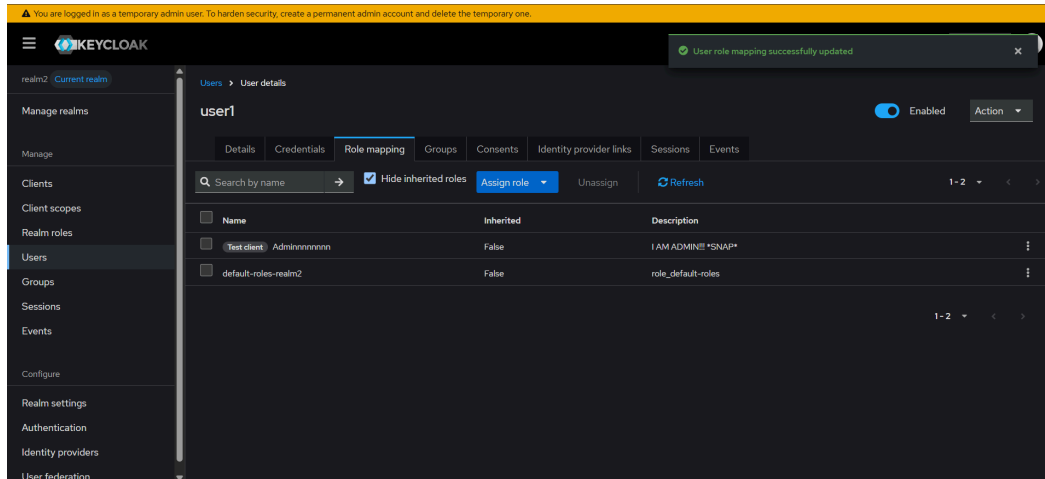 You are logged in as a temporary admin user. To harden security, create a permanent admin account and delete the temporary one.
KEYCLOAK
User role mapping successfully updated
realm2 Current realm
Manage realms
Manage
Clients
Client scopes
Realm roles
Users
Groups
Sessions
Events
Configure
Realm settings
Authentication
Identity providers
User federation
Users > User details
user1
Enabled
Action
Details Credentials Role mapping Groups Consents Identity provider links Sessions Events
Search by name Hide inherited roles Assign role Unassign Refresh 1-2
Name Inherited Description
Test client Adminnnnnnnn False I AM ADMIN!!! *SNAP*
default-roles-realm2 False role_default-roles
1-2